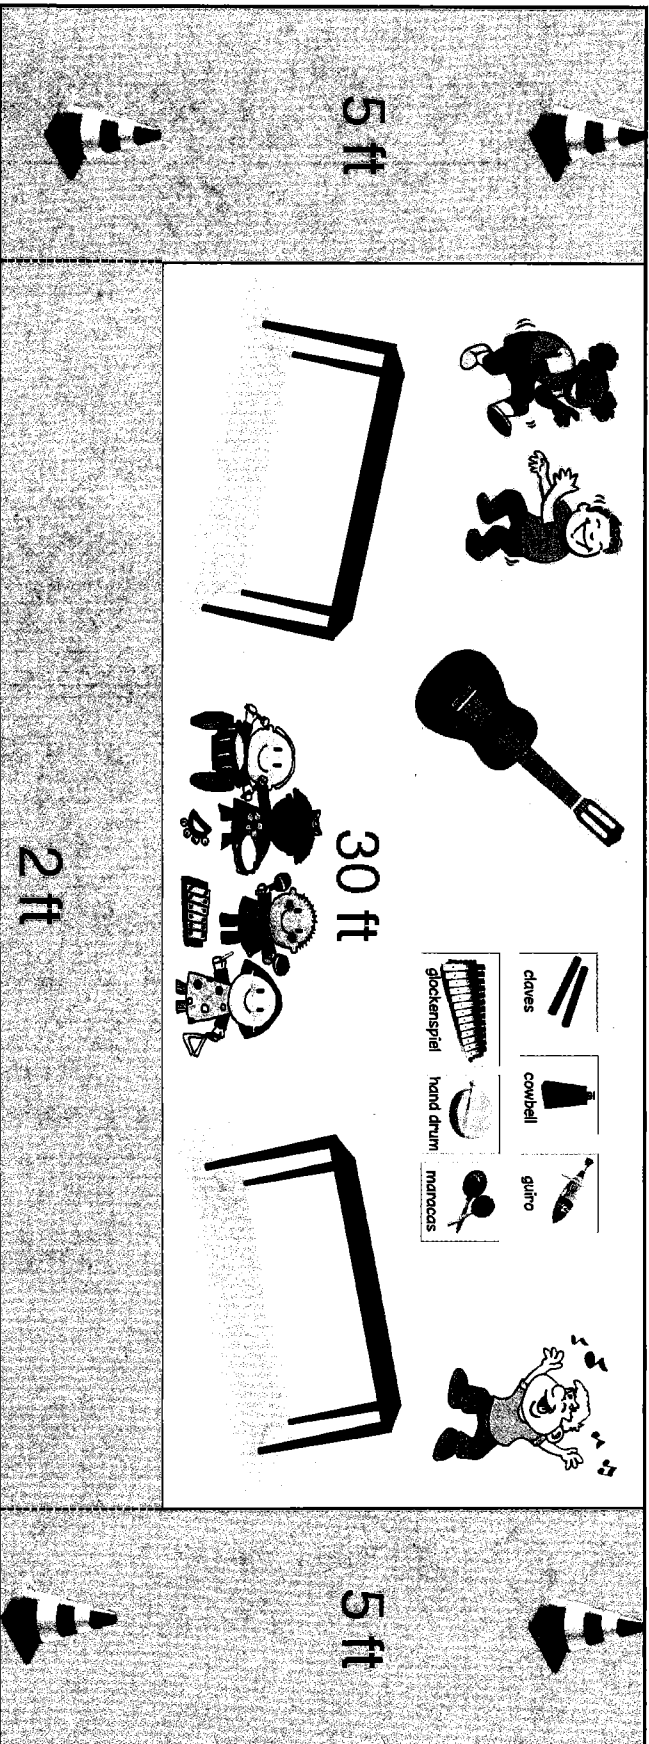 5 ft
claves
cowbell
guiro
glockenspiel
hand drum
maracas
30 ft
5 ft
2 ft